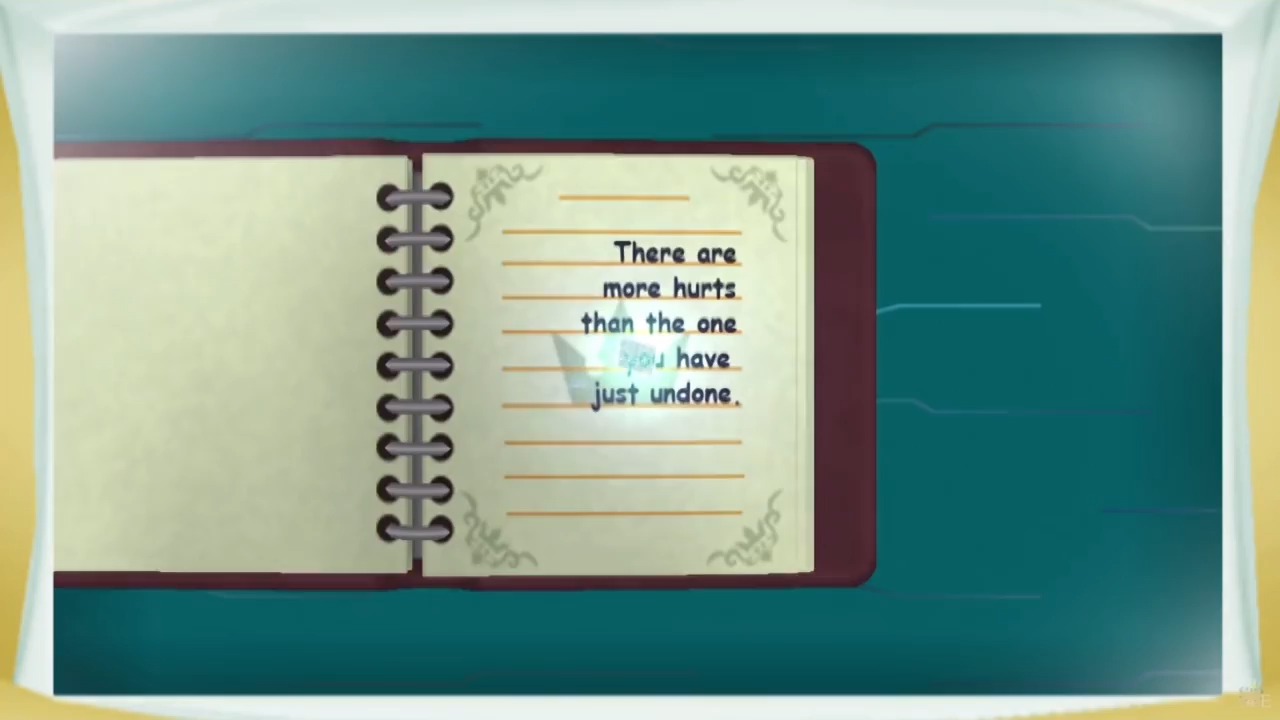 There are
more hurts
than the one
you have
just undone.